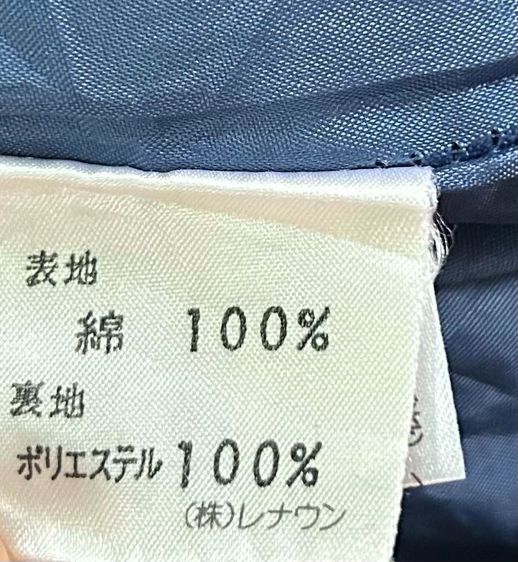 表地
綿 100%
裏地
ポリエステル 100%
(株)レナウン